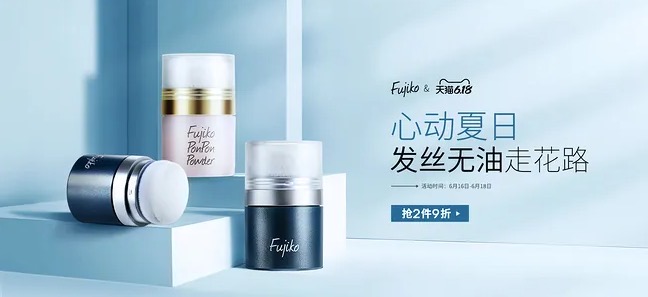 Fujiko
PonPon
Powder
Fujiko
Fujiko
Fujiko & 天猫6.18
心动夏日
发丝无油走花路
活动时间：6月16日-6月18日
抢2件9折